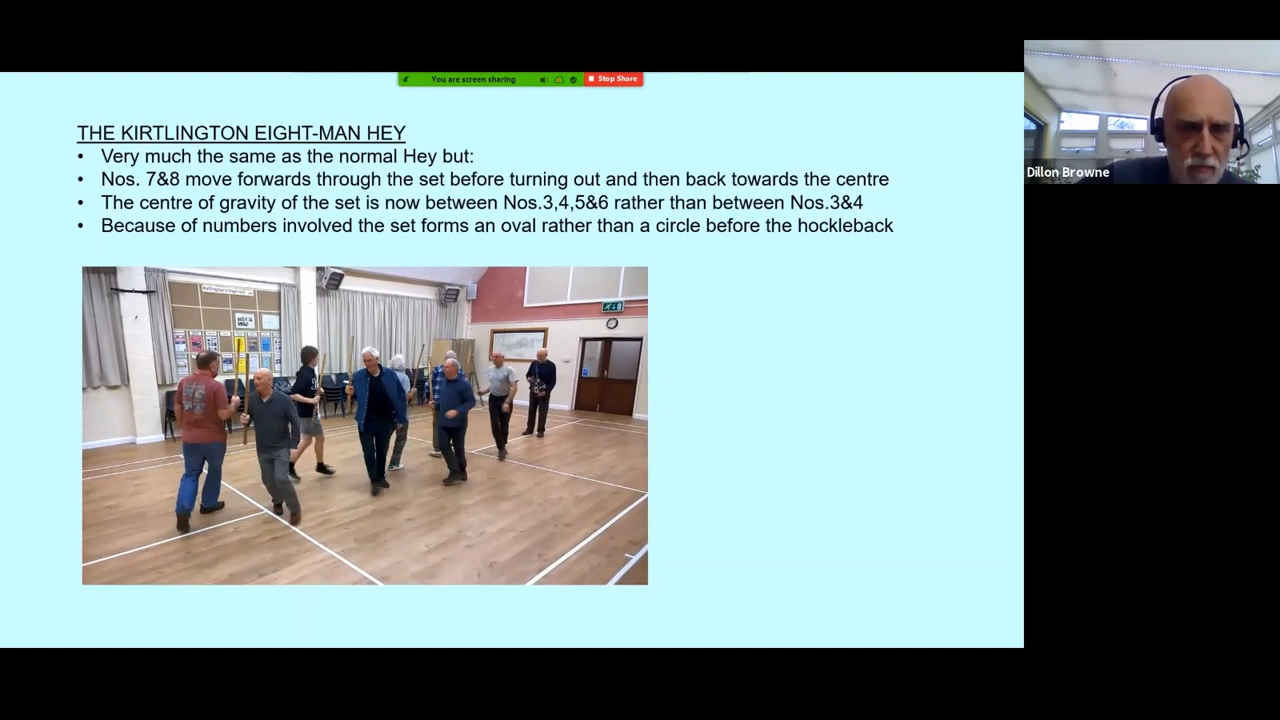 You are screen sharing
Stop Share
THE KIRTLINGTON EIGHT-MAN HEY
• Very much the same as the normal Hey but:
• Nos. 7&8 move forwards through the set before turning out and then back towards the centre
• The centre of gravity of the set is now between Nos.3,4,5&6 rather than between Nos.3&4
• Because of numbers involved the set forms an oval rather than a circle before the hockleback
Dillon Browne